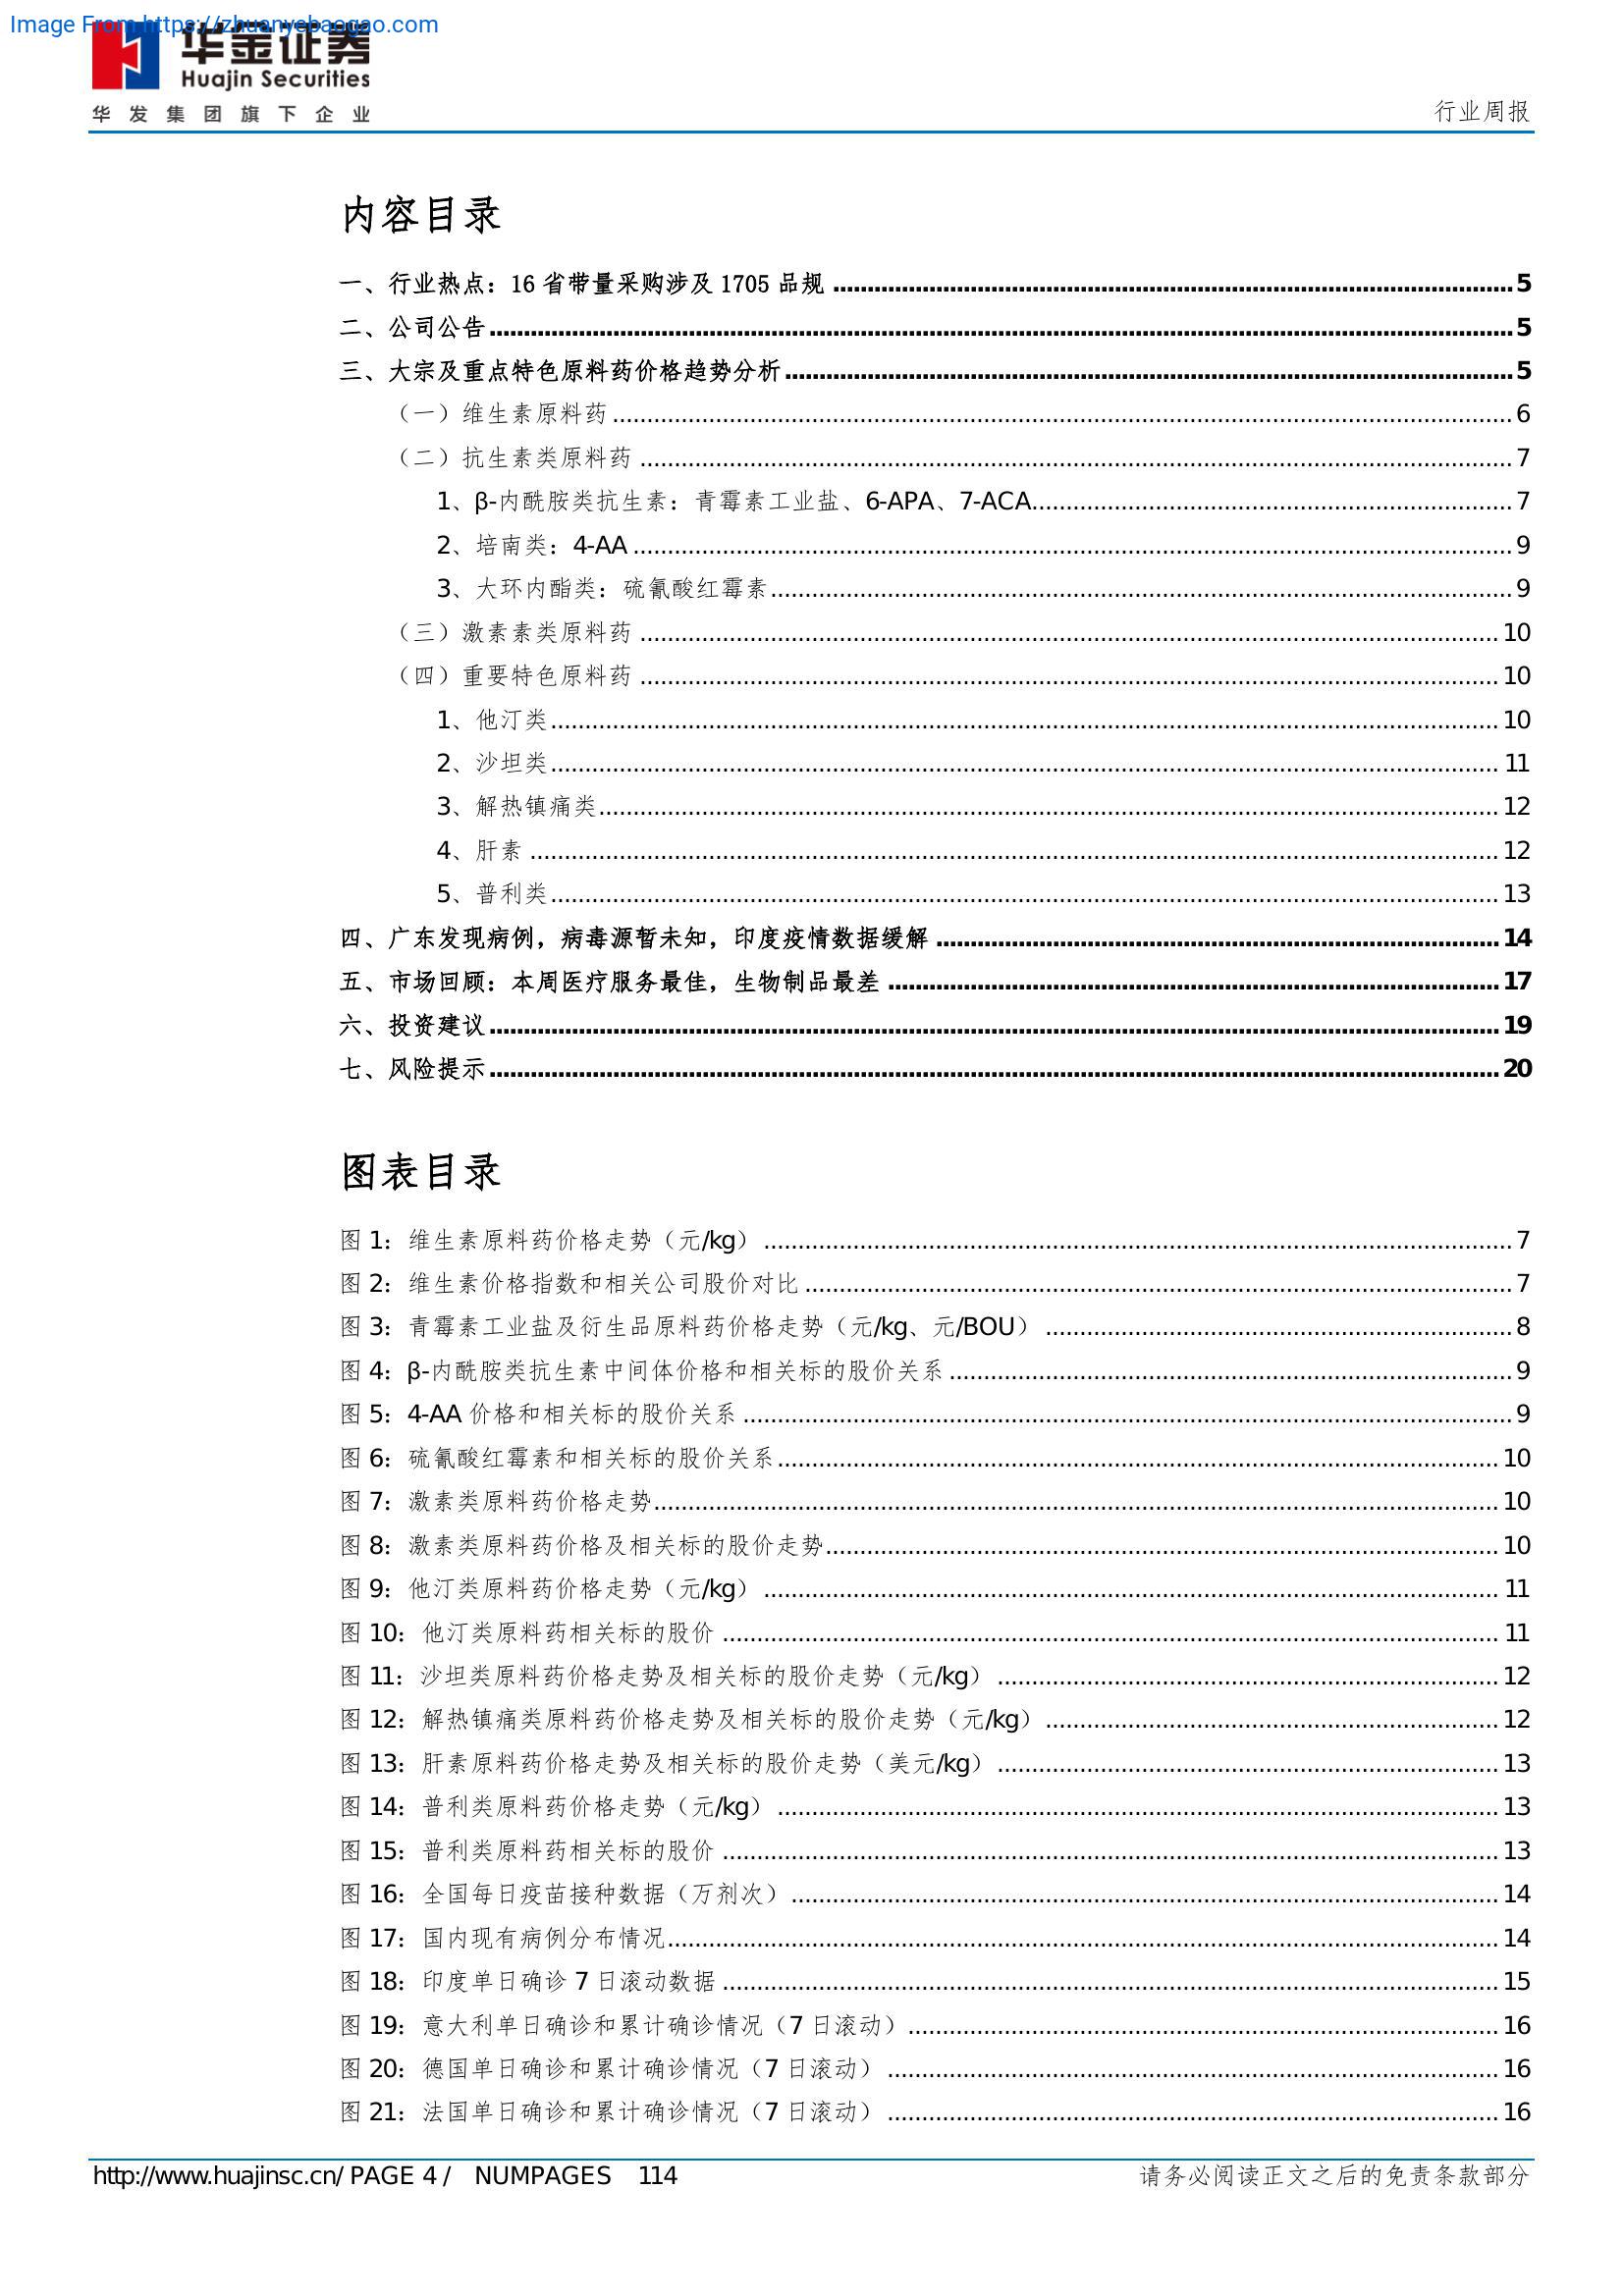 Image From https://zhuanyebaogao.com
华金证券
Huajin Securities
华发集团旗下企业
行业周报
内容目录
一、行业热点：16 省带量采购涉及 1705 品规 5
二、公司公告 5
三、大宗及重点特色原料药价格趋势分析 5
（一）维生素原料药 6
（二）抗生素类原料药 7
1、β-内酰胺类抗生素：青霉素工业盐、6-APA、7-ACA 7
2、培南类：4-AA 9
3、大环内酯类：硫氰酸红霉素 9
（三）激素素类原料药 10
（四）重要特色原料药 10
1、他汀类 10
2、沙坦类 11
3、解热镇痛类 12
4、肝素 12
5、普利类 13
四、广东发现病例，病毒源暂未知，印度疫情数据缓解 14
五、市场回顾：本周医疗服务最佳，生物制品最差 17
六、投资建议 19
七、风险提示 20
图表目录
图 1：维生素原料药价格走势（元/kg） 7
图 2：维生素价格指数和相关公司股价对比 7
图 3：青霉素工业盐及衍生品原料药价格走势（元/kg、元/BOU） 8
图 4：β-内酰胺类抗生素中间体价格和相关标的股价关系 9
图 5：4-AA 价格和相关标的股价关系 9
图 6：硫氰酸红霉素和相关标的股价关系 10
图 7：激素类原料药价格走势 10
图 8：激素类原料药价格及相关标的股价走势 10
图 9：他汀类原料药价格走势（元/kg） 11
图 10：他汀类原料药相关标的股价 11
图 11：沙坦类原料药价格走势及相关标的股价走势（元/kg） 12
图 12：解热镇痛类原料药价格走势及相关标的股价走势（元/kg） 12
图 13：肝素原料药价格走势及相关标的股价走势（美元/kg） 13
图 14：普利类原料药价格走势（元/kg） 13
图 15：普利类原料药相关标的股价 13
图 16：全国每日疫苗接种数据（万剂次） 14
图 17：国内现有病例分布情况 14
图 18：印度单日确诊 7 日滚动数据 15
图 19：意大利单日确诊和累计确诊情况（7 日滚动） 16
图 20：德国单日确诊和累计确诊情况（7 日滚动） 16
图 21：法国单日确诊和累计确诊情况（7 日滚动） 16
http://www.huajinsc.cn/ PAGE 4 / NUMPAGES 114
请务必阅读正文之后的免责条款部分